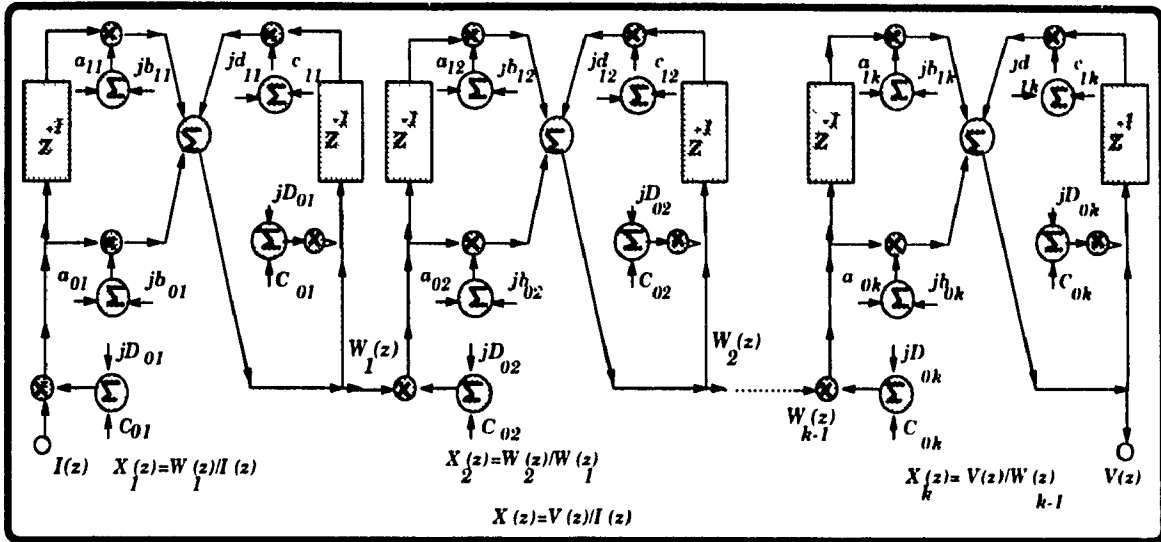 a11 jb11 jd11 c11 a12 jb12 jd12 c12 a1k jb1k jd1k c1k
Σ Σ Σ Σ Σ Σ
Σ Σ Σ
jD01 jD02 jD0k
Σ Σ Σ
C01 C02 C0k
a01 jb01 a02 jb02 a0k jb0k
Σ Σ Σ
W1(z) W2(z)
jD01 jD02 jD0k
Σ Σ Σ
C01 C02 Wk-1(z) C0k
I(z) X1(z)=W1(z)/I(z) X2(z)=W2(z)/W1(z) Xk(z)= V(z)/Wk-1(z) V(z)
X(z)=V(z)/I(z)